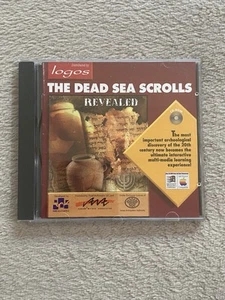 logos
THE DEAD SEA SCROLLS
REVEALED
The most
important archeological
discovery of the 20th
century now becomes the
ultimate interactive
multi-media learning
experience!